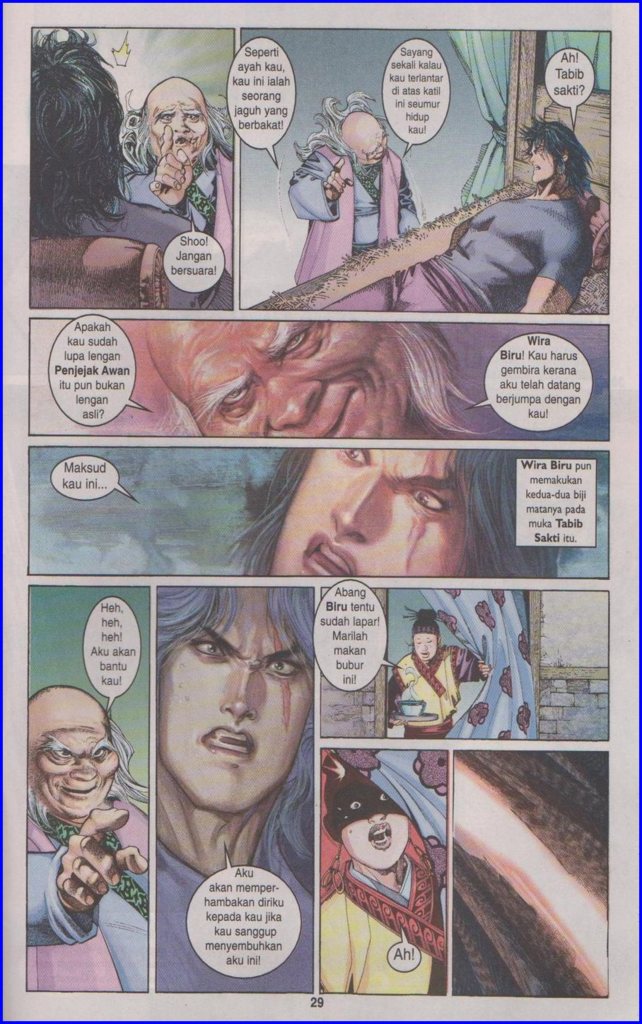 Shoo!
Jangan
bersuara!
Seperti
ayah kau,
kau ini ialah
seorang
jaguh yang
berbakat!
Sayang
sekali kalau
kau terlantar
di atas katil
ini seumur
hidup
kau!
Ah!
Tabib
sakti?
Apakah
kau sudah
lupa lengan
Penjejak Awan
itu pun bukan
lengan
asli?
Wira
Biru! Kau harus
gembira kerana
aku telah datang
berjumpa dengan
kau!
Maksud
kau ini...
Wira Biru pun
memakukan
kedua-dua biji
matanya pada
muka Tabib
Sakti itu.
Heh,
heh,
heh!
Aku akan
bantu
kau!
Aku
akan memper-
hambakan diriku
kepada kau jika
kau sanggup
menyembuhkan
aku ini!
Abang
Biru tentu
sudah lapar!
Marilah
makan
bubur
ini!
Ah!
29